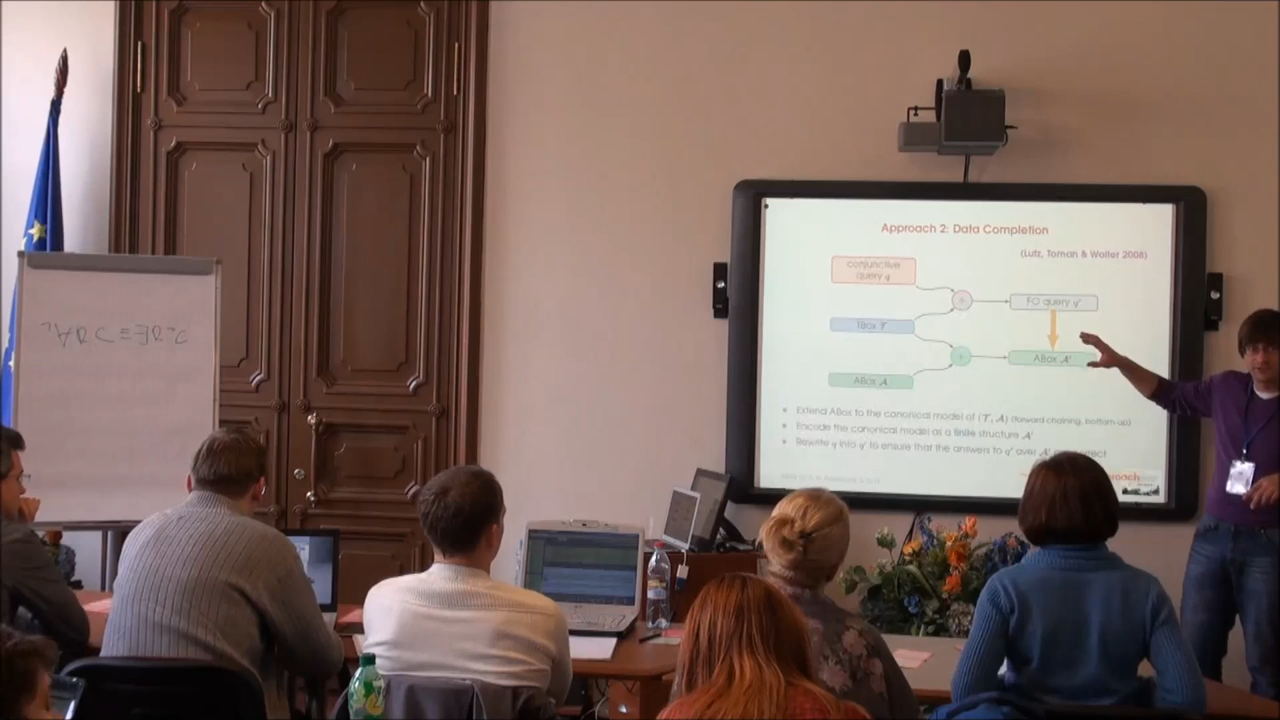 ¬∀R C ≡ ∃R ¬C
Approach 2: Data Completion
(Lutz, Toman & Wolter 2008)
conjunctive
query q
FO query q'
TBox T
ABox A'
ABox A
Extend ABox to the canonical model of (T, A) (forward chaining, bottom-up)
Encode the canonical model as a finite structure A'
Rewrite q into q' to ensure that the answers to q' over A' are correct